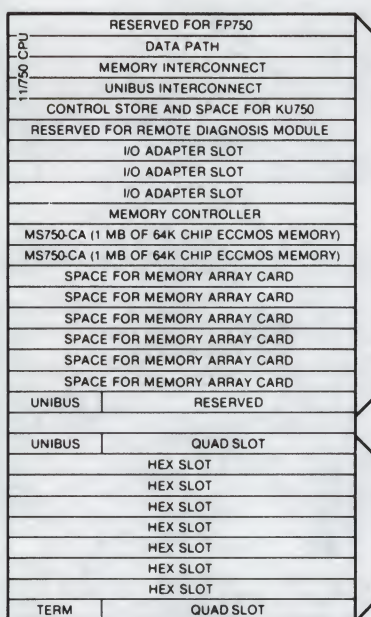 11/750 CPU
RESERVED FOR FP750
DATA PATH
MEMORY INTERCONNECT
UNIBUS INTERCONNECT
CONTROL STORE AND SPACE FOR KU750
RESERVED FOR REMOTE DIAGNOSIS MODULE
I/O ADAPTER SLOT
I/O ADAPTER SLOT
I/O ADAPTER SLOT
MEMORY CONTROLLER
MS750-CA (1 MB OF 64K CHIP ECCMOS MEMORY)
MS750-CA (1 MB OF 64K CHIP ECCMOS MEMORY)
SPACE FOR MEMORY ARRAY CARD
SPACE FOR MEMORY ARRAY CARD
SPACE FOR MEMORY ARRAY CARD
SPACE FOR MEMORY ARRAY CARD
SPACE FOR MEMORY ARRAY CARD
SPACE FOR MEMORY ARRAY CARD
UNIBUS RESERVED
UNIBUS QUAD SLOT
HEX SLOT
HEX SLOT
HEX SLOT
HEX SLOT
HEX SLOT
HEX SLOT
HEX SLOT
TERM QUAD SLOT